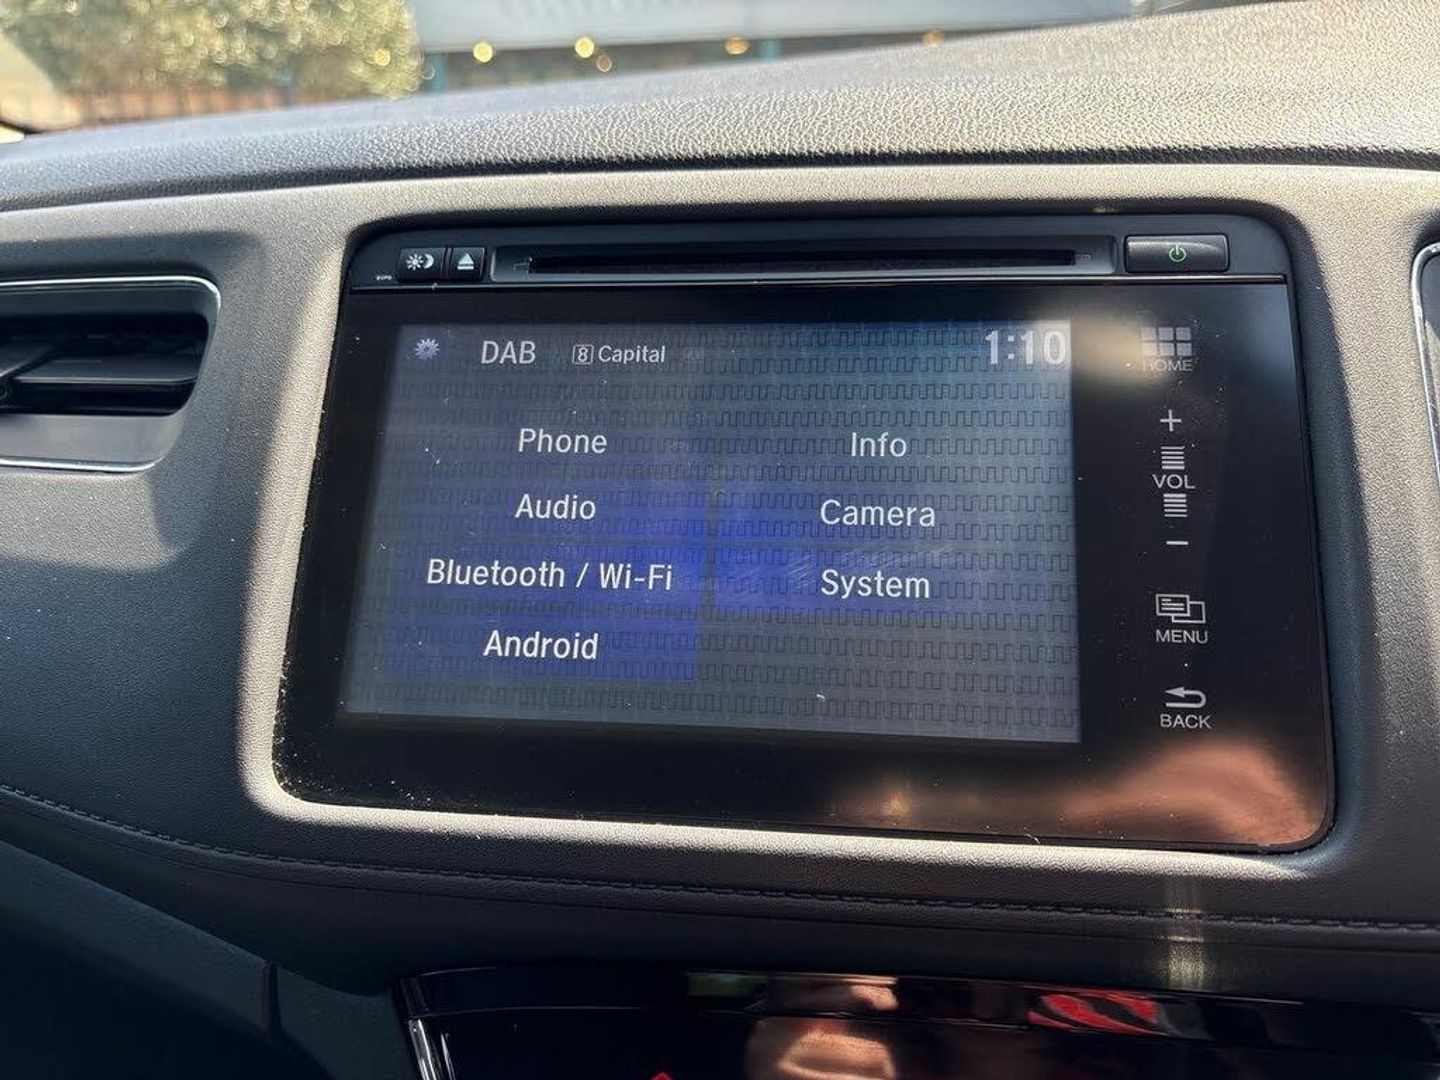 DAB 8 Capital 1:10
HOME
Phone
Info
+
VOL
-
Audio
Camera
Bluetooth / Wi-Fi
System
Android
MENU
BACK